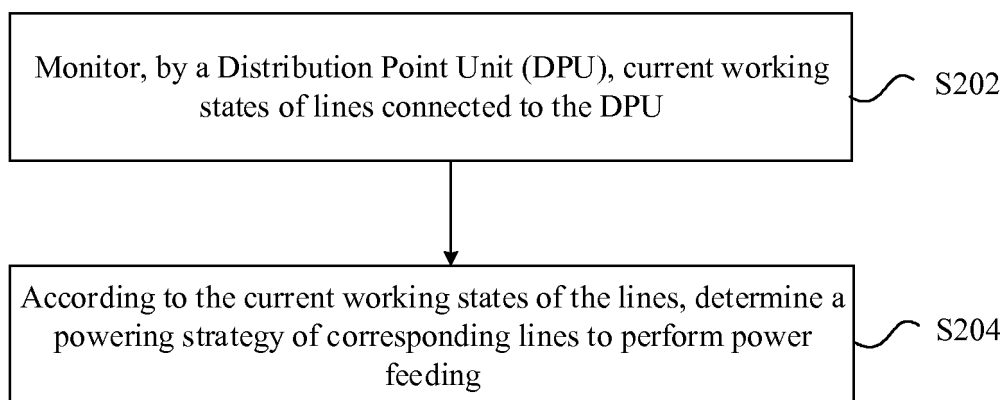 Monitor, by a Distribution Point Unit (DPU), current working
states of lines connected to the DPU
S202
According to the current working states of the lines, determine a
powering strategy of corresponding lines to perform power
feeding
S204